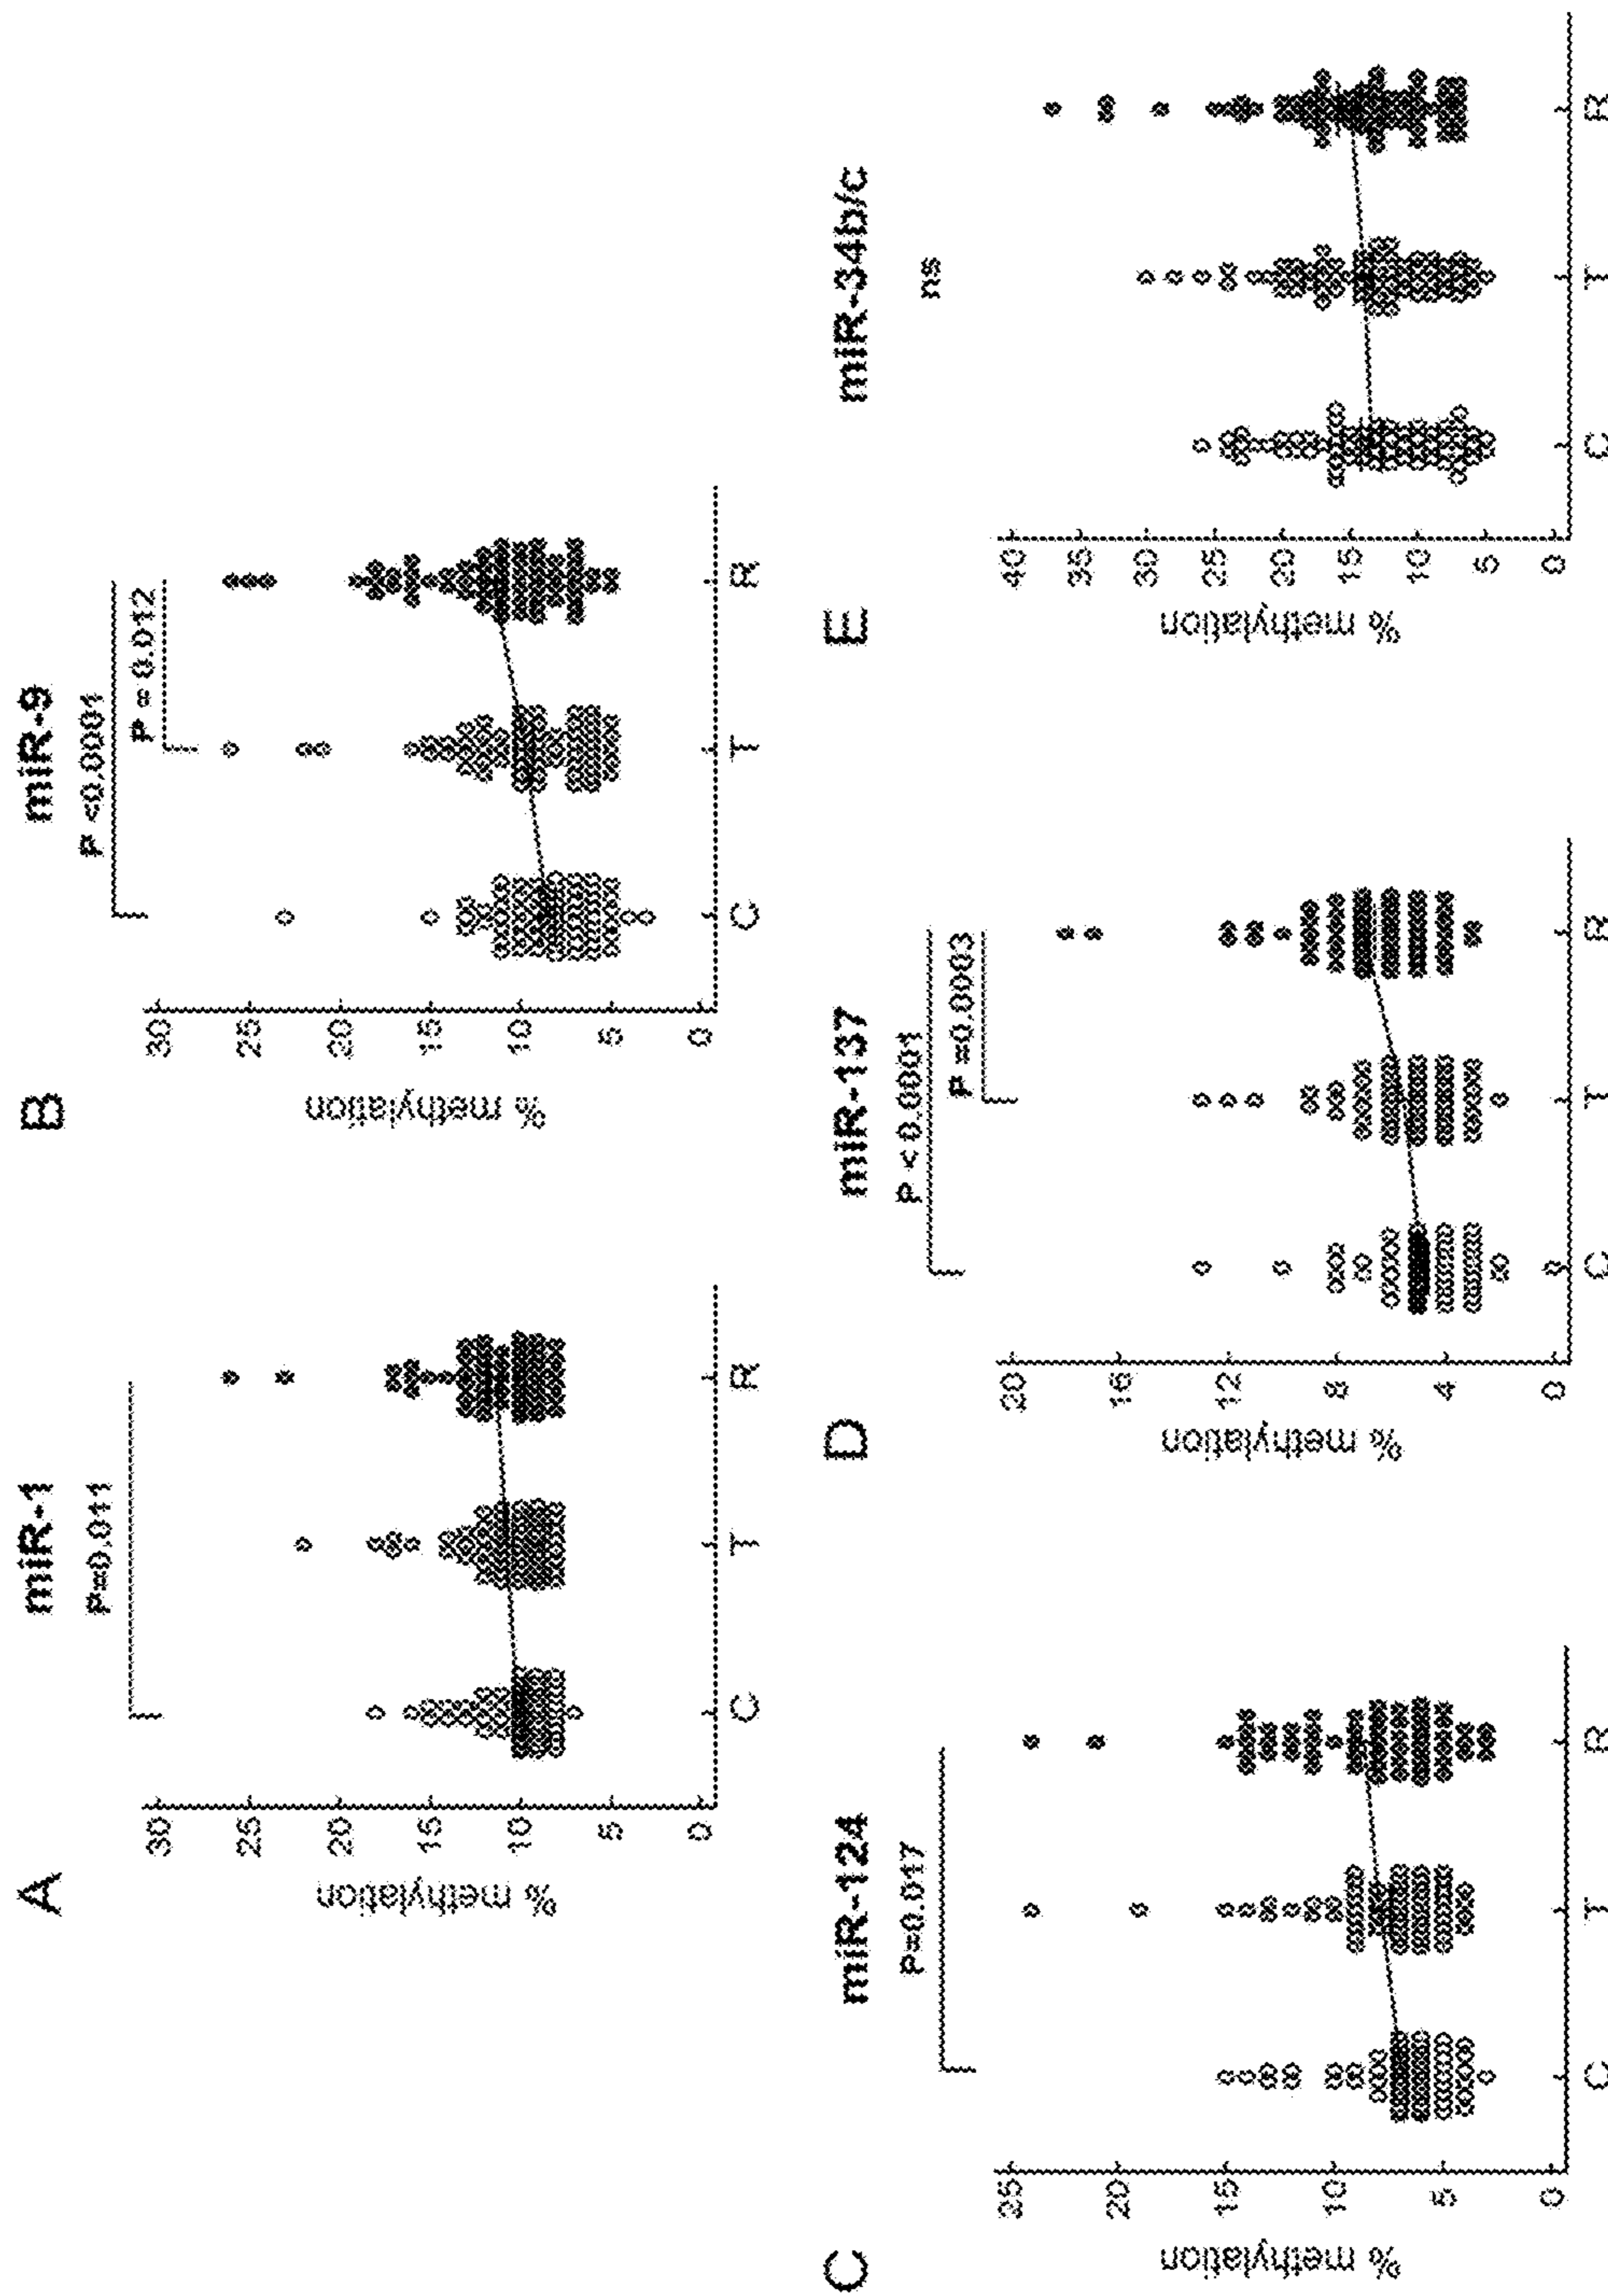 A
miR-1
P=0.011
% methylation
30
25
20
15
10
5
0
C
T
R
B
miR-9
P <0.0001
P = 0.012
% methylation
30
25
20
15
10
5
0
C
T
R
C
miR-124
P=0.017
% methylation
25
20
15
10
5
0
C
T
R
D
miR-137
P < 0.0001
P =0.0003
% methylation
20
16
12
8
4
0
C
T
R
E
miR-34b/c
ns
% methylation
40
35
30
25
20
15
10
5
0
C
T
R